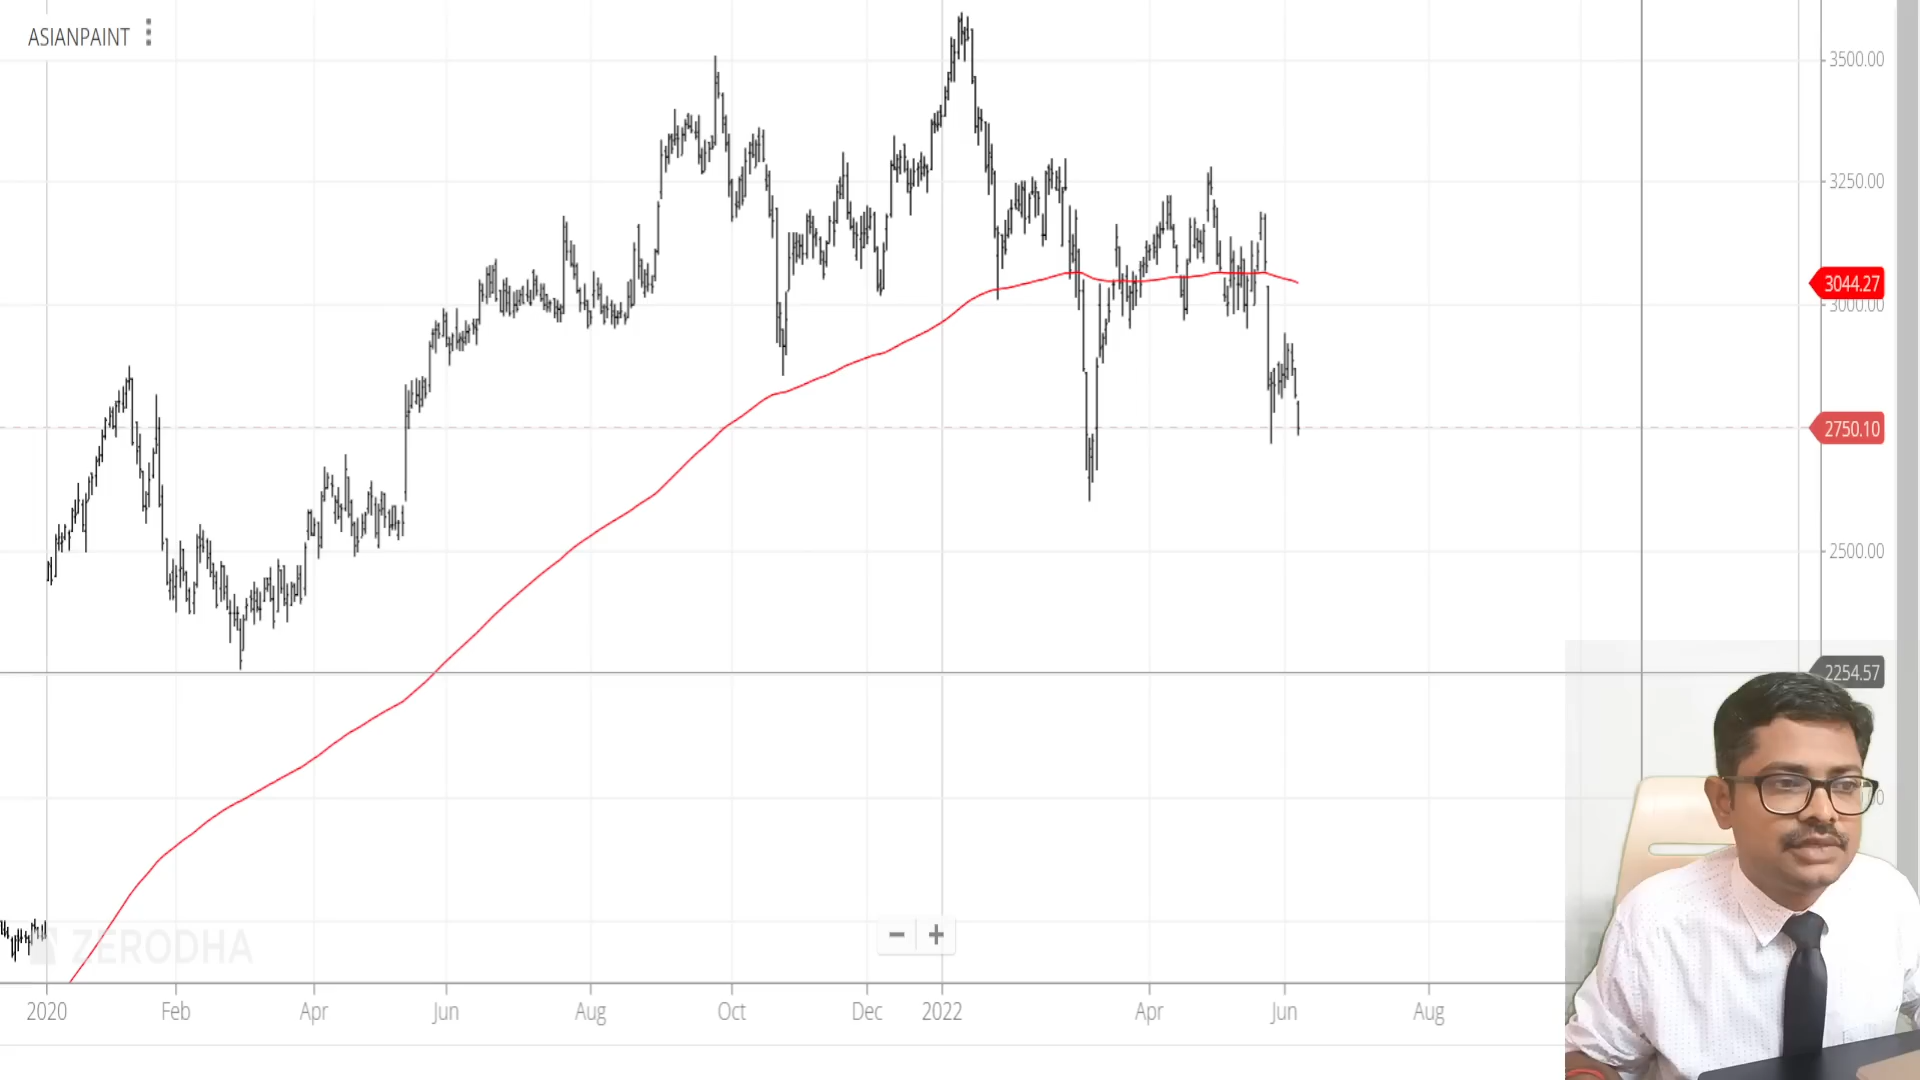 ASIANPAINT
3500.00
3250.00
3044.27
3000.00
2750.10
2500.00
2254.57
ZERODHA
− +
2020 Feb Apr Jun Aug Oct Dec 2022 Apr Jun Aug